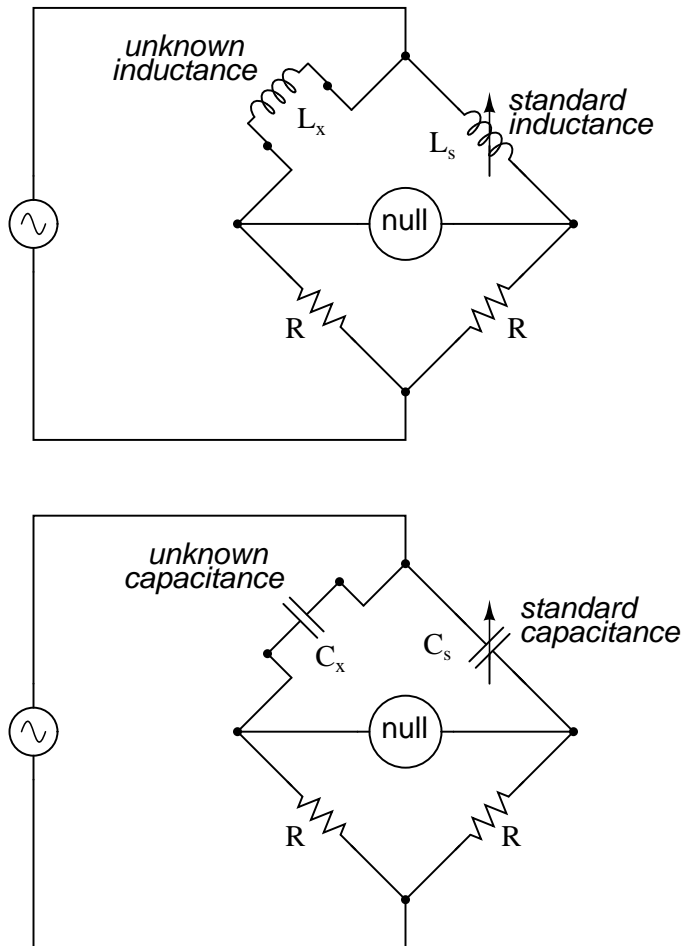 unknown
inductance
standard
inductance
Lx
Ls
null
R
R
unknown
capacitance
standard
capacitance
Cx
Cs
null
R
R